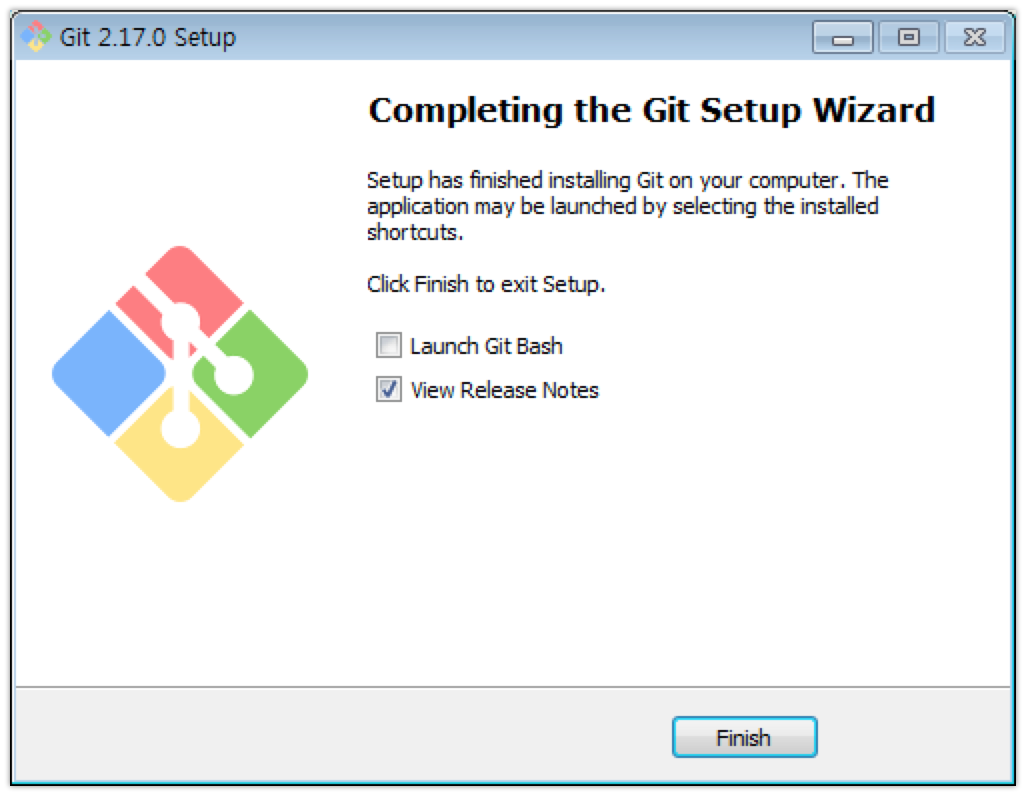 Git 2.17.0 Setup
Completing the Git Setup Wizard
Setup has finished installing Git on your computer. The
application may be launched by selecting the installed
shortcuts.
Click Finish to exit Setup.
Launch Git Bash
View Release Notes
Finish